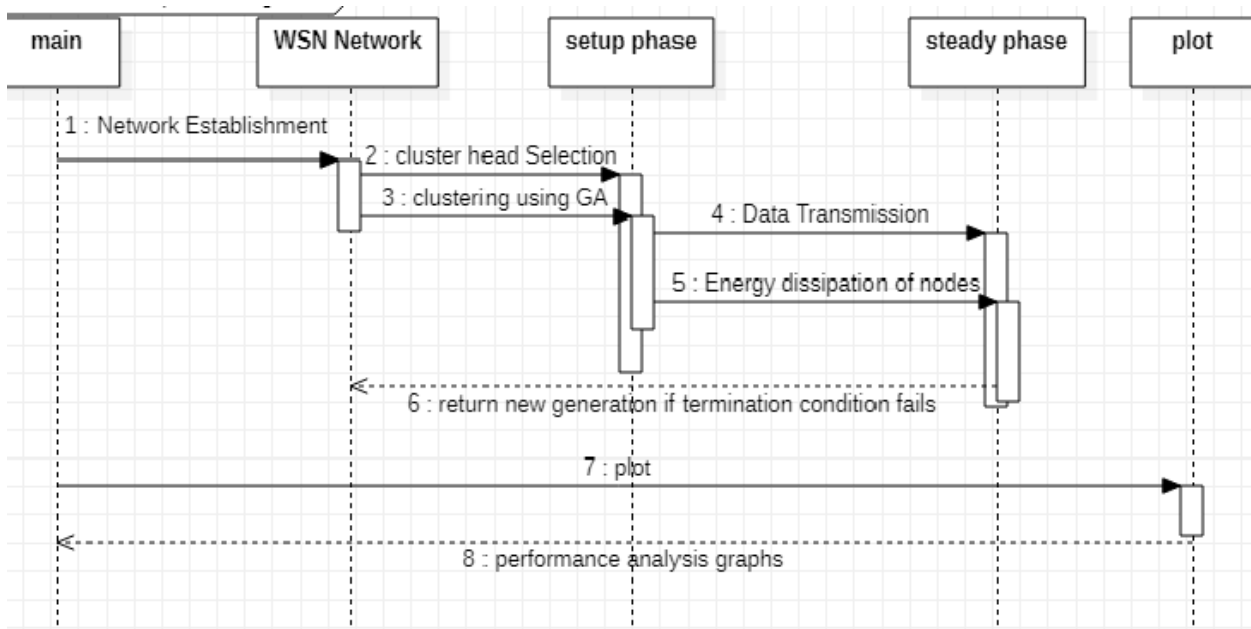 main
WSN Network
setup phase
steady phase
plot
1 : Network Establishment
2 : cluster head Selection
3 : clustering using GA
4 : Data Transmission
5 : Energy dissipation of nodes
6 : return new generation if termination condition fails
7 : plot
8 : performance analysis graphs